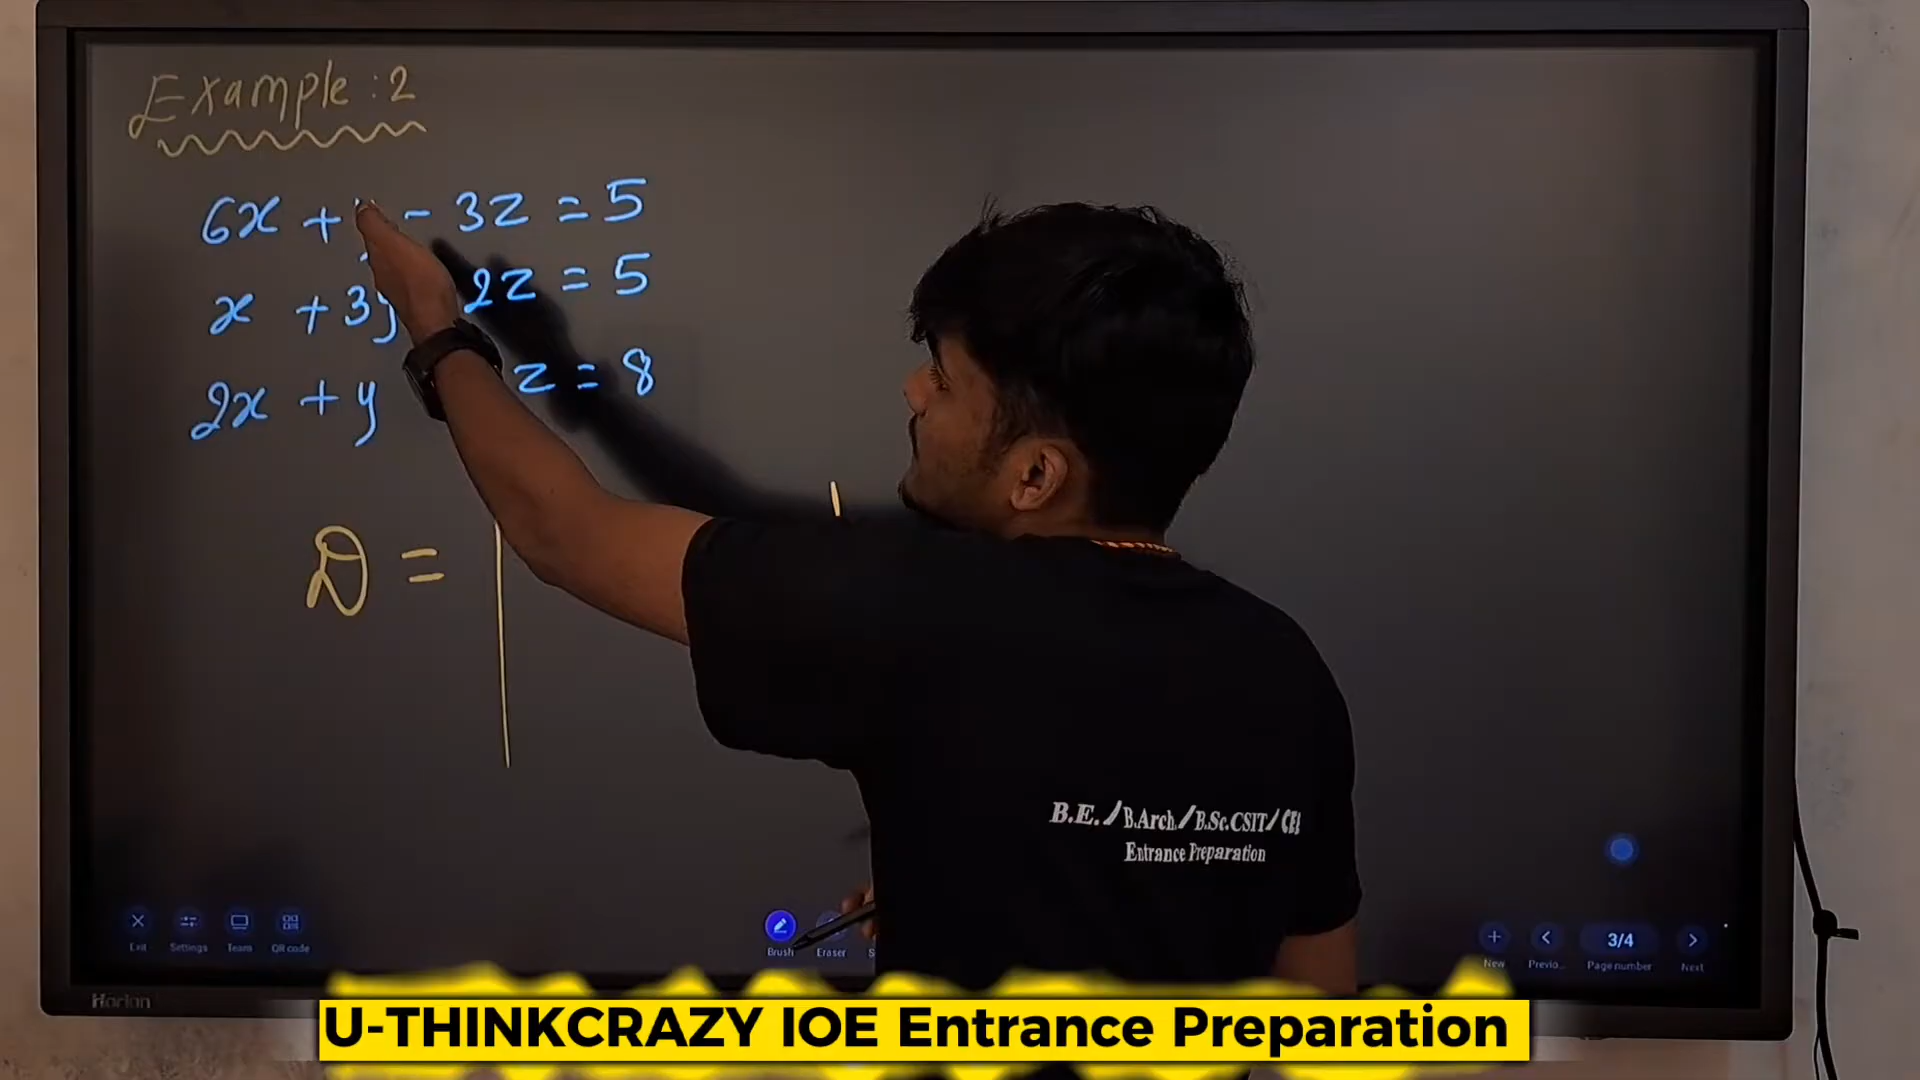 Example : 2
6x + y - 3z = 5
x + 3y 2z = 5
2x + y z = 8
D =
B.E. / B.Arch / B.Sc.CSIT /
Entrance Preparation
Exit Settings Team QR code Brush Eraser New Previo... 3/4 Page number Next
Horion
U-THINKCRAZY IOE Entrance Preparation